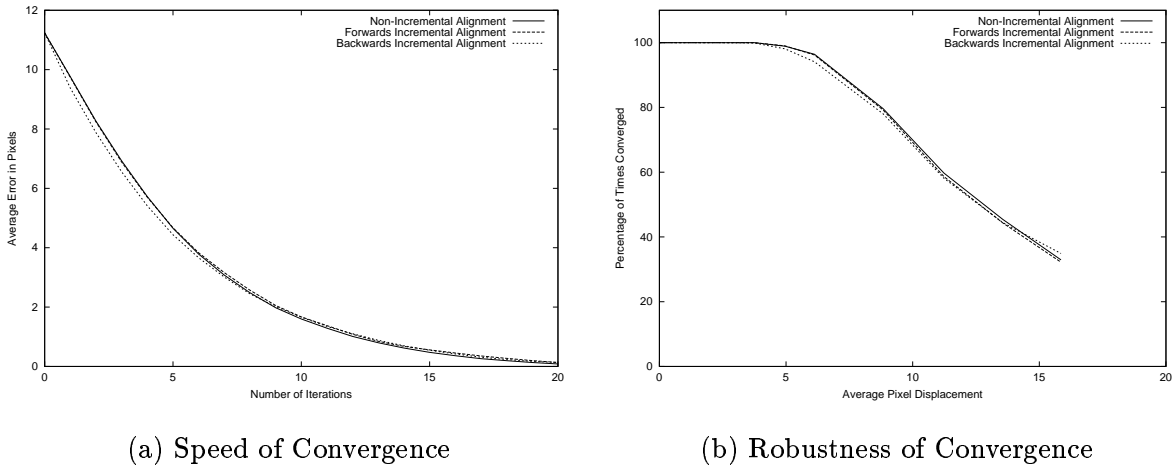 12
10
8
6
4
2
0
0 5 10 15 20
Average Error in Pixels
Number of Iterations
Non-Incremental Alignment
Forwards Incremental Alignment
Backwards Incremental Alignment
(a) Speed of Convergence
100
80
60
40
20
0
0 5 10 15 20
Percentage of Times Converged
Average Pixel Displacement
Non-Incremental Alignment
Forwards Incremental Alignment
Backwards Incremental Alignment
(b) Robustness of Convergence